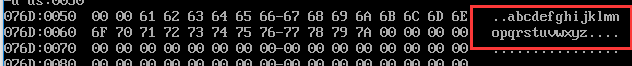 -d ds:0050
076D:0050 00 00 61 62 63 64 65 66-67 68 69 6A 6B 6C 6D 6E ..abcdefghijklmn
076D:0060 6F 70 71 72 73 74 75 76-77 78 79 7A 00 00 00 00 opqrstuvwxyz....
076D:0070 00 00 00 00 00 00 00 00-00 00 00 00 00 00 00 00